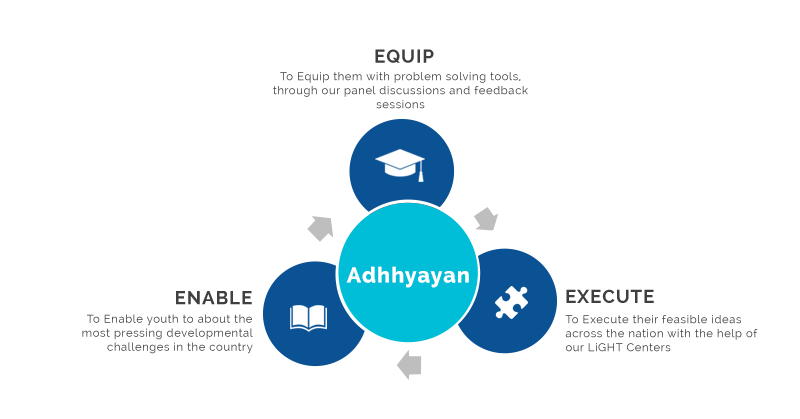 EQUIP
To Equip them with problem solving tools,
through our panel discussions and feedback
sessions
Adhhyayan
ENABLE
To Enable youth to about the
most pressing developmental
challenges in the country
EXECUTE
To Execute their feasible ideas
across the nation with the help of
our LiGHT Centers